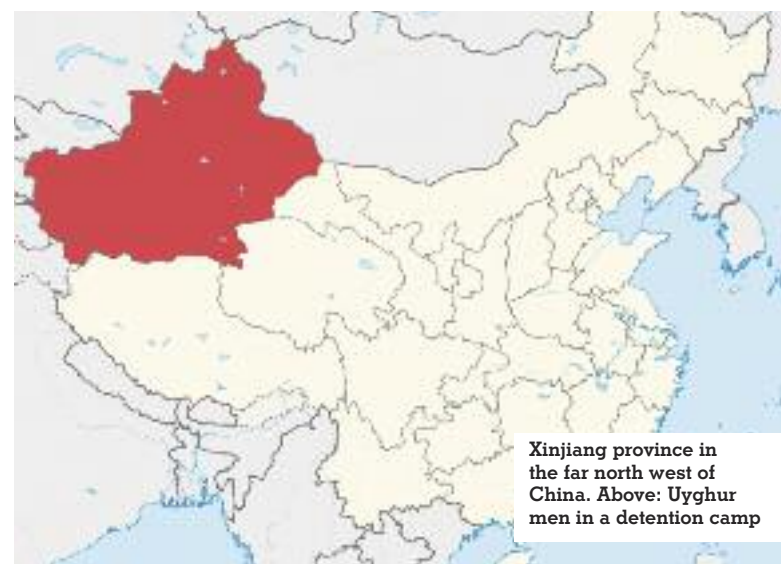 Xinjiang province in
the far north west of
China. Above: Uyghur
men in a detention camp